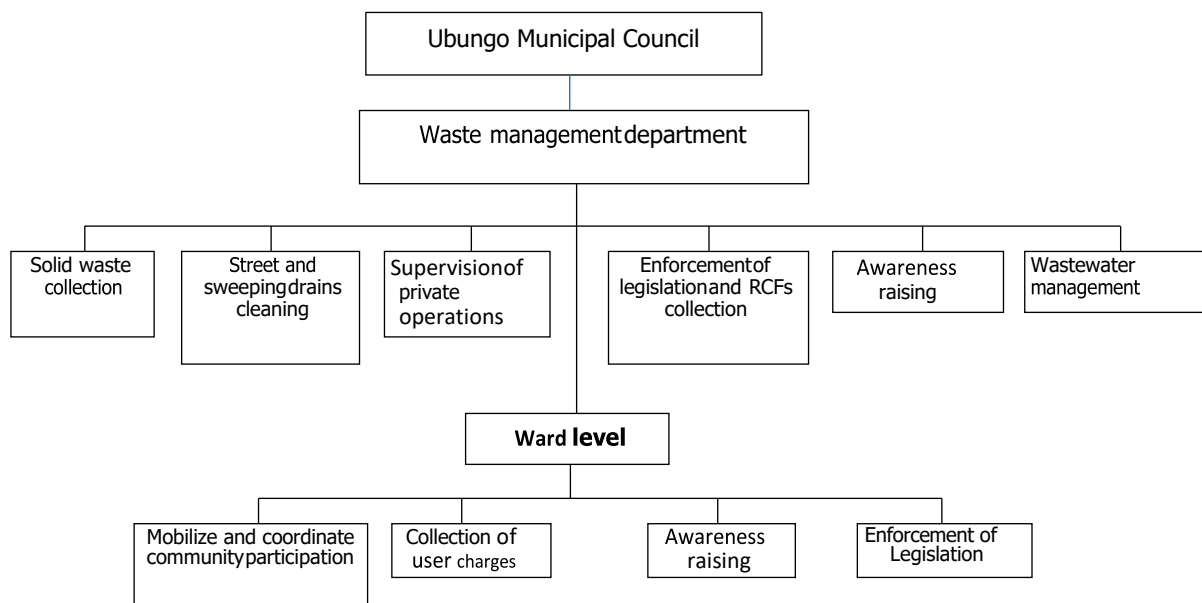 Ubungo Municipal Council
Waste management department
Solid waste
collection
Street and
sweeping drains
cleaning
Supervision of
private
operations
Enforcement of
legislation and RCFs
collection
Awareness
raising
Wastewater
management
Ward level
Mobilize and coordinate
community participation
Collection of
user charges
Awareness
raising
Enforcement of
Legislation